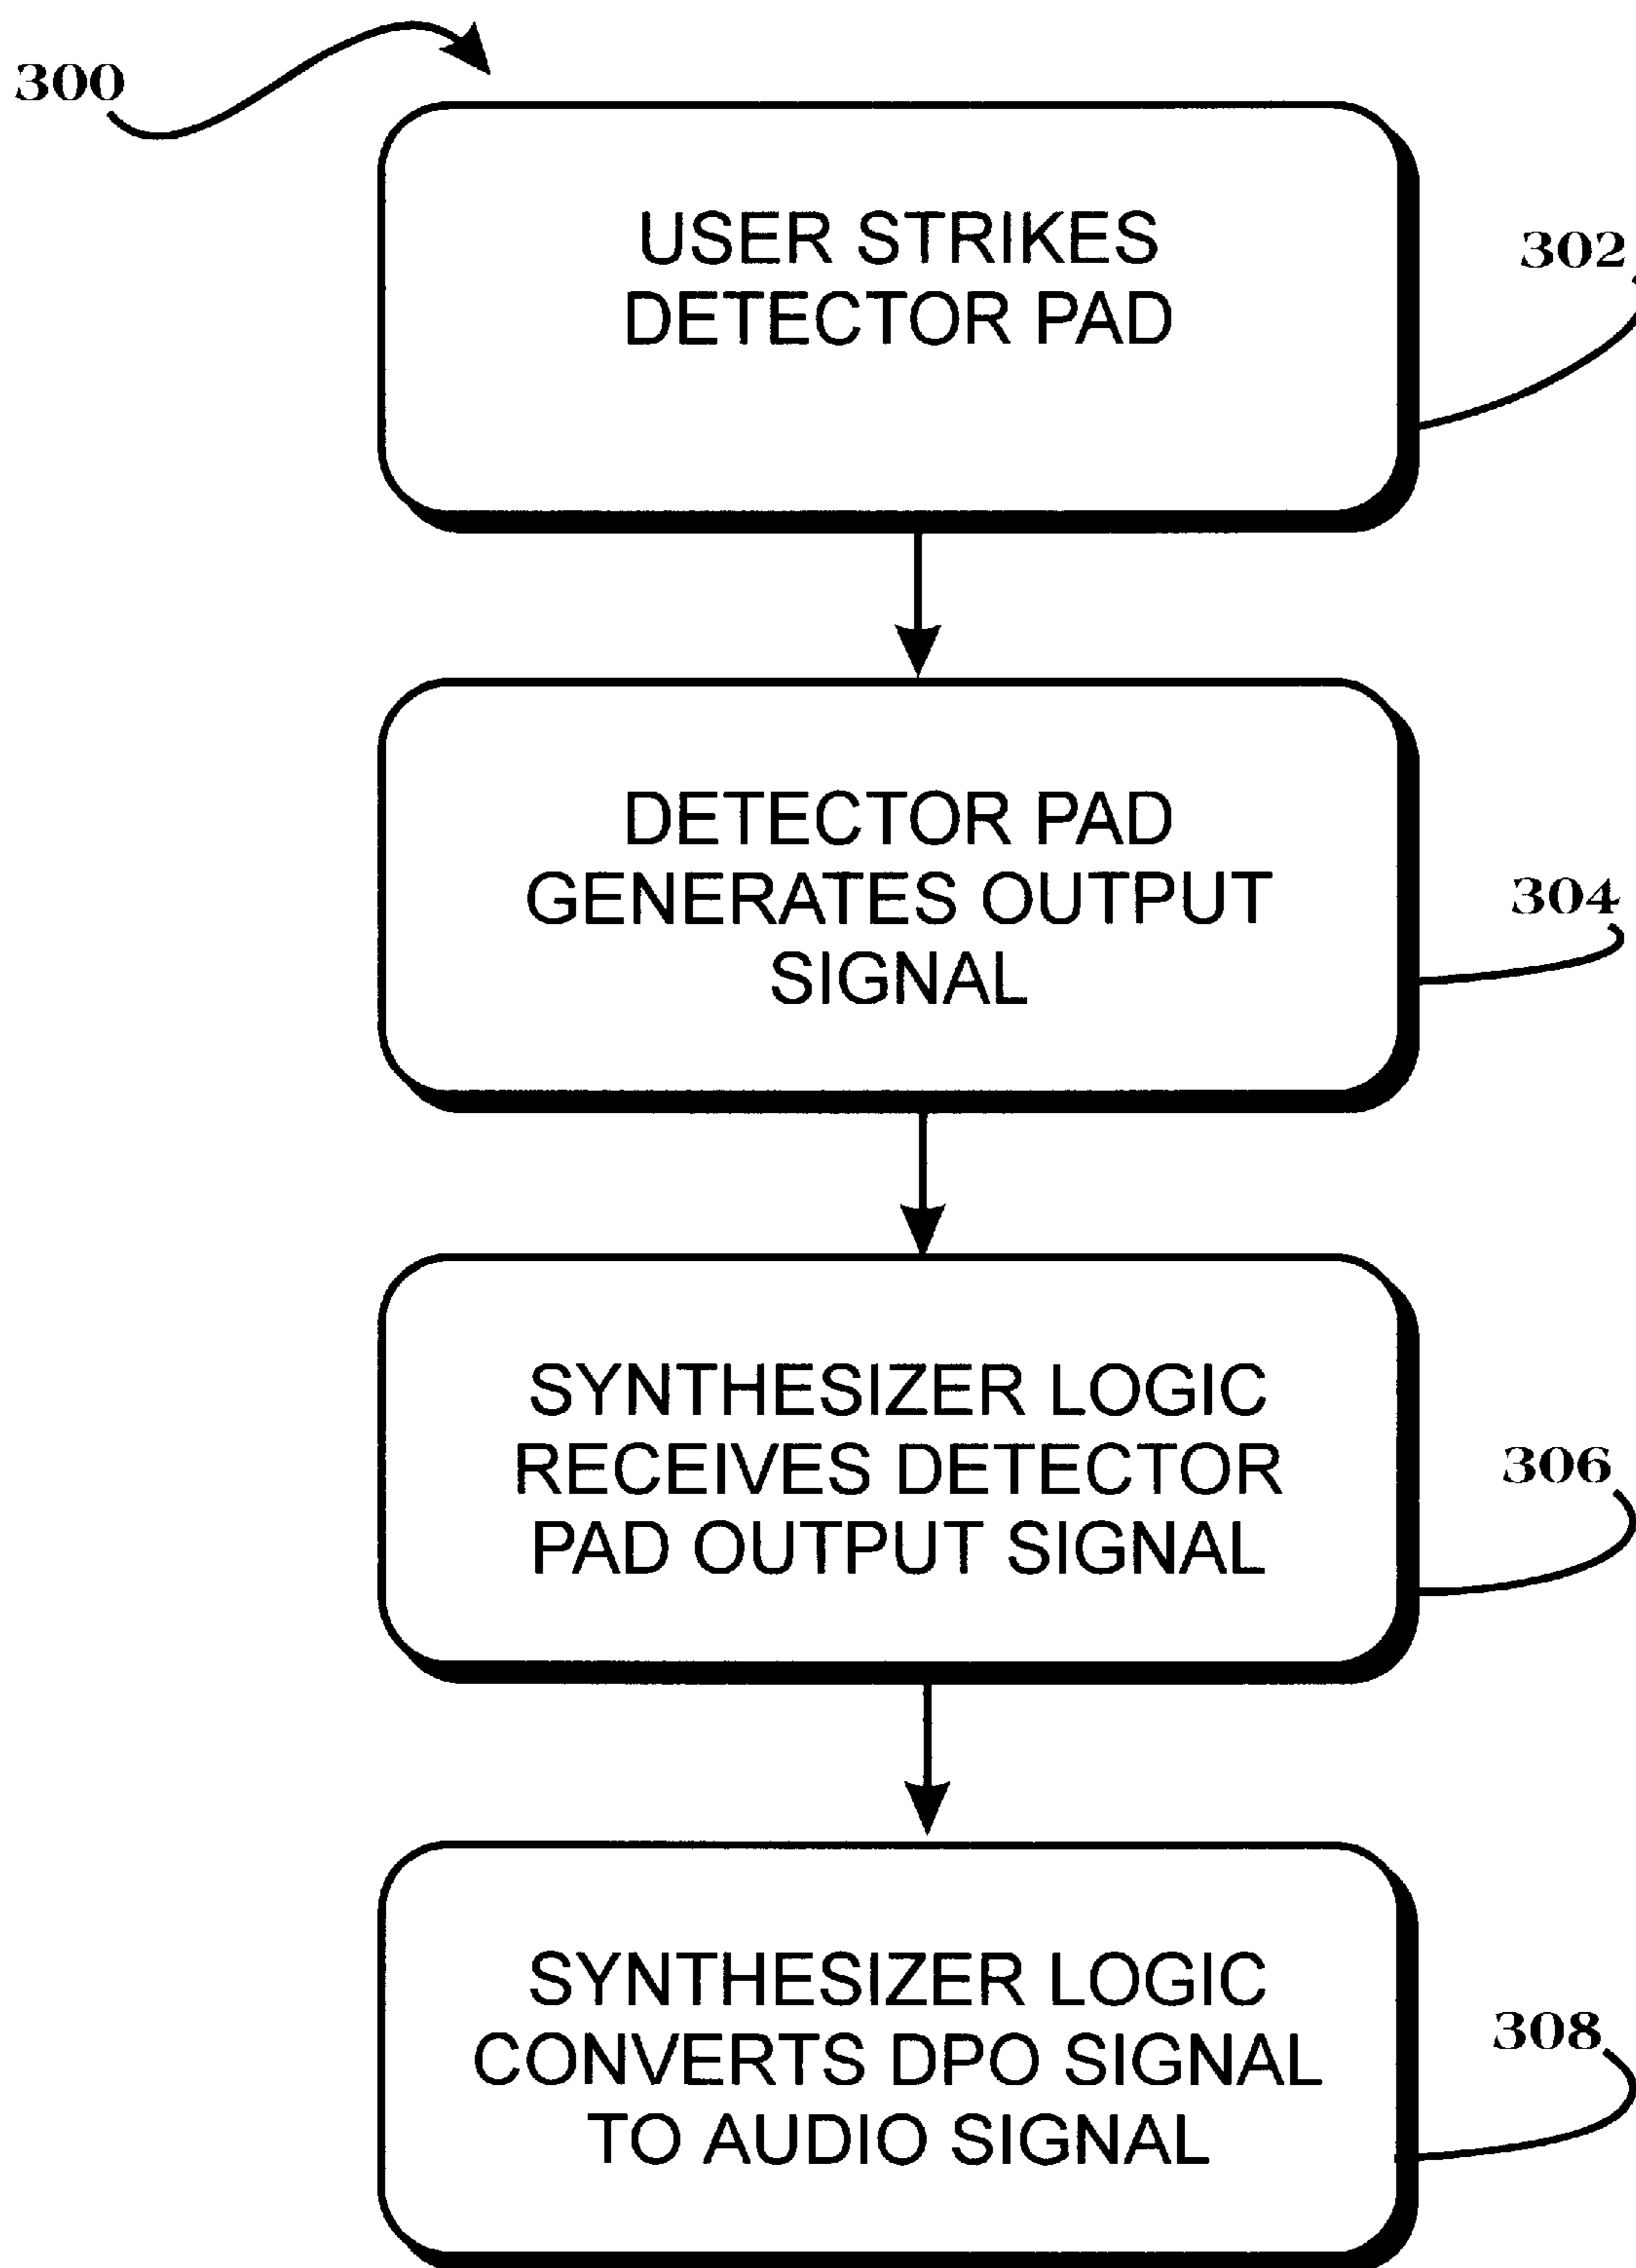 300
USER STRIKES
DETECTOR PAD
302
DETECTOR PAD
GENERATES OUTPUT
SIGNAL
304
SYNTHESIZER LOGIC
RECEIVES DETECTOR
PAD OUTPUT SIGNAL
306
SYNTHESIZER LOGIC
CONVERTS DPO SIGNAL
TO AUDIO SIGNAL
308